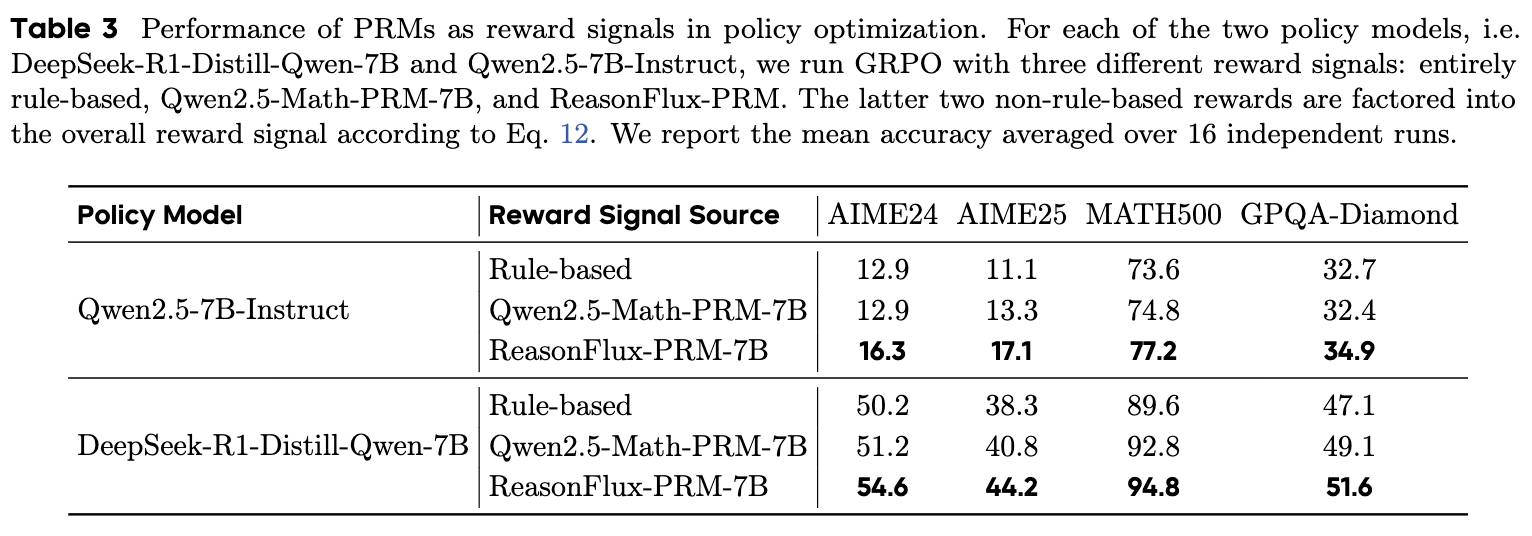 Table 3 Performance of PRMs as reward signals in policy optimization. For each of the two policy models, i.e.
DeepSeek-R1-Distill-Qwen-7B and Qwen2.5-7B-Instruct, we run GRPO with three different reward signals: entirely
rule-based, Qwen2.5-Math-PRM-7B, and ReasonFlux-PRM. The latter two non-rule-based rewards are factored into
the overall reward signal according to Eq. 12. We report the mean accuracy averaged over 16 independent runs.
Policy Model Reward Signal Source AIME24 AIME25 MATH500 GPQA-Diamond
Rule-based 12.9 11.1 73.6 32.7
Qwen2.5-7B-Instruct Qwen2.5-Math-PRM-7B 12.9 13.3 74.8 32.4
ReasonFlux-PRM-7B 16.3 17.1 77.2 34.9
Rule-based 50.2 38.3 89.6 47.1
DeepSeek-R1-Distill-Qwen-7B Qwen2.5-Math-PRM-7B 51.2 40.8 92.8 49.1
ReasonFlux-PRM-7B 54.6 44.2 94.8 51.6